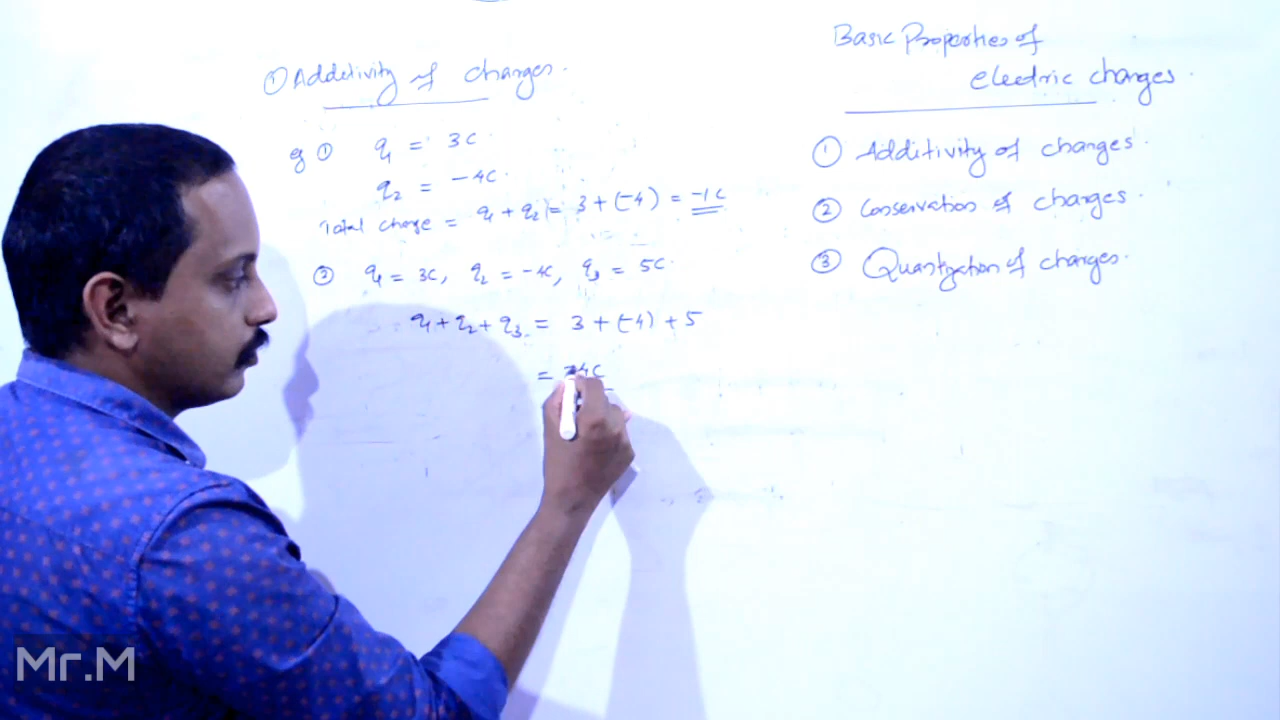 ① Additivity of charges.
eg ① q1 = 3C.
q2 = -4C.
Total charge = q1 + q2 = 3 + (-4) = -1C
② q1 = 3C, q2 = -4C, q3 = 5C.
q1 + q2 + q3 = 3 + (-4) + 5
= 4C
Basic Properties of
electric charges.
① Additivity of charges.
② Conservation of charges.
③ Quantization of charges.
Mr.M